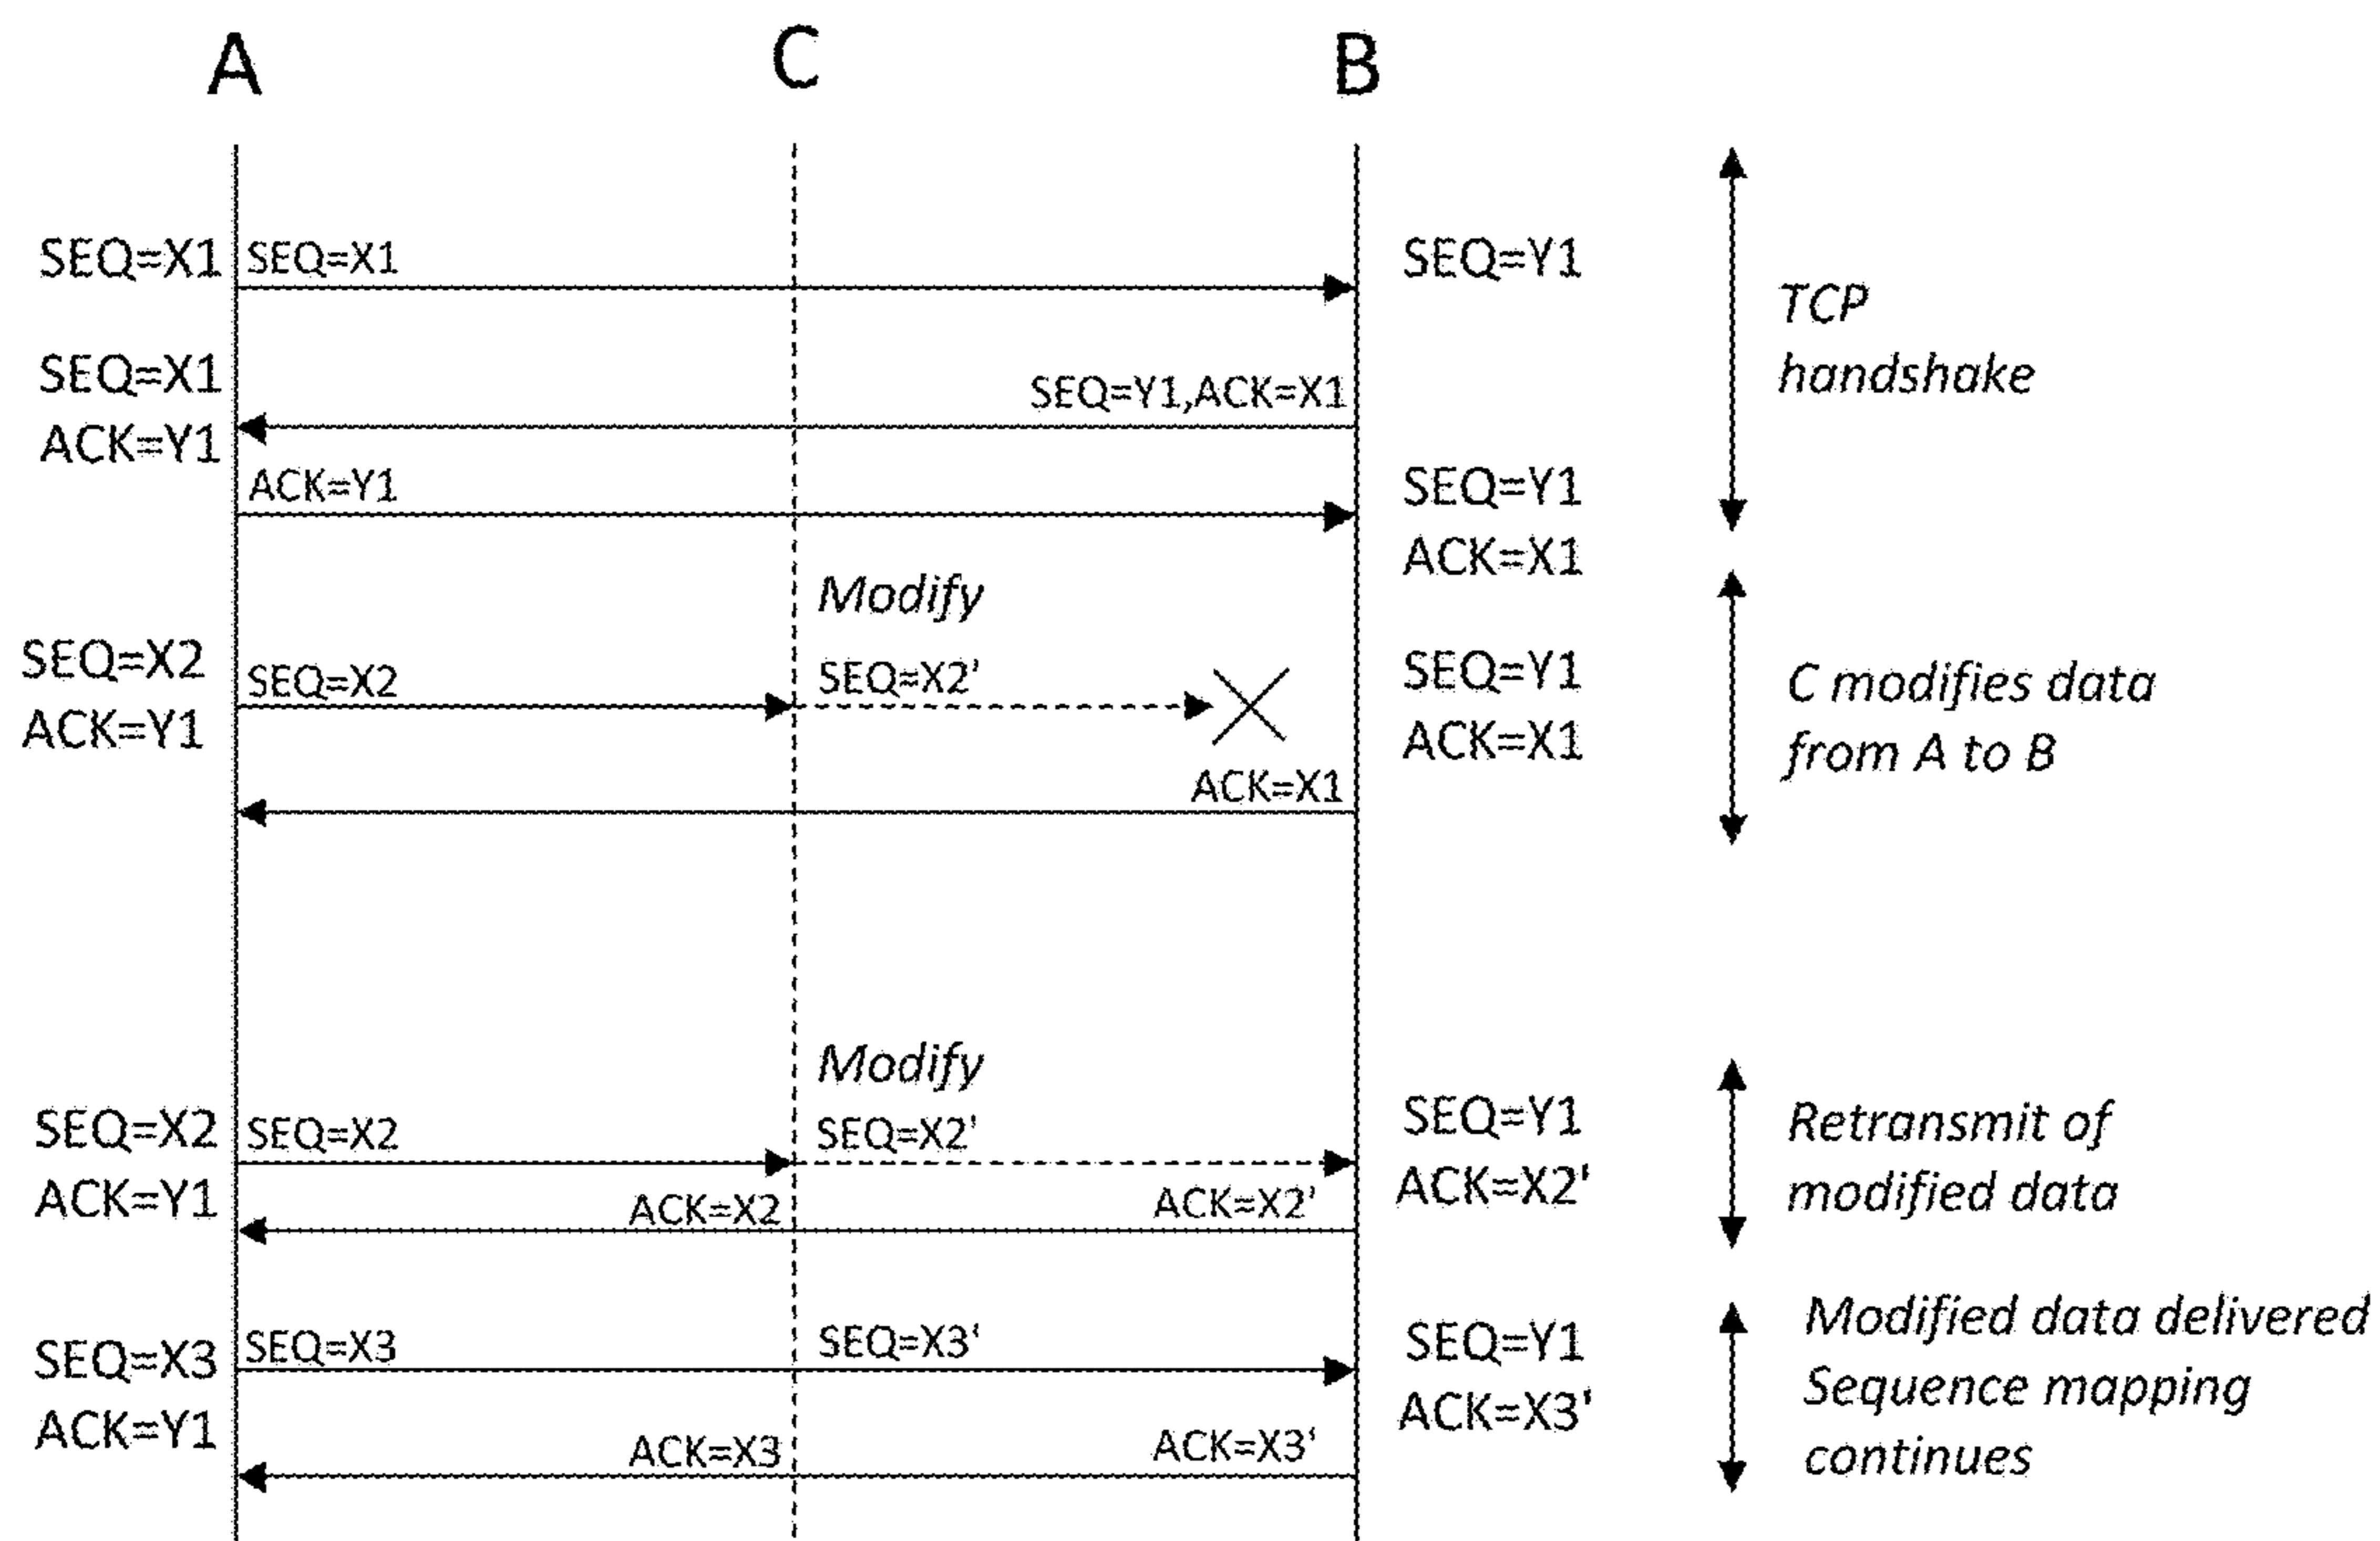 A
C
B
SEQ=X1
SEQ=X1
SEQ=Y1
TCP
handshake
SEQ=X1
ACK=Y1
SEQ=Y1,ACK=X1
ACK=Y1
SEQ=Y1
ACK=X1
Modify
SEQ=X2
ACK=Y1
SEQ=X2
SEQ=X2'
SEQ=Y1
ACK=X1
C modifies data
from A to B
ACK=X1
Modify
SEQ=X2
ACK=Y1
SEQ=X2
SEQ=X2'
SEQ=Y1
ACK=X2'
Retransmit of
modified data
ACK=X2
ACK=X2'
SEQ=X3
ACK=Y1
SEQ=X3
SEQ=X3'
SEQ=Y1
ACK=X3'
Modified data delivered
Sequence mapping
continues
ACK=X3
ACK=X3'